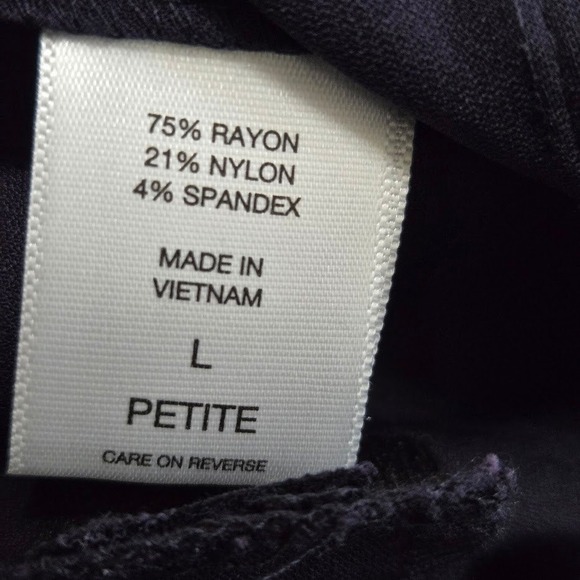 75% RAYON
21% NYLON
4% SPANDEX
MADE IN
VIETNAM
L
PETITE
CARE ON REVERSE